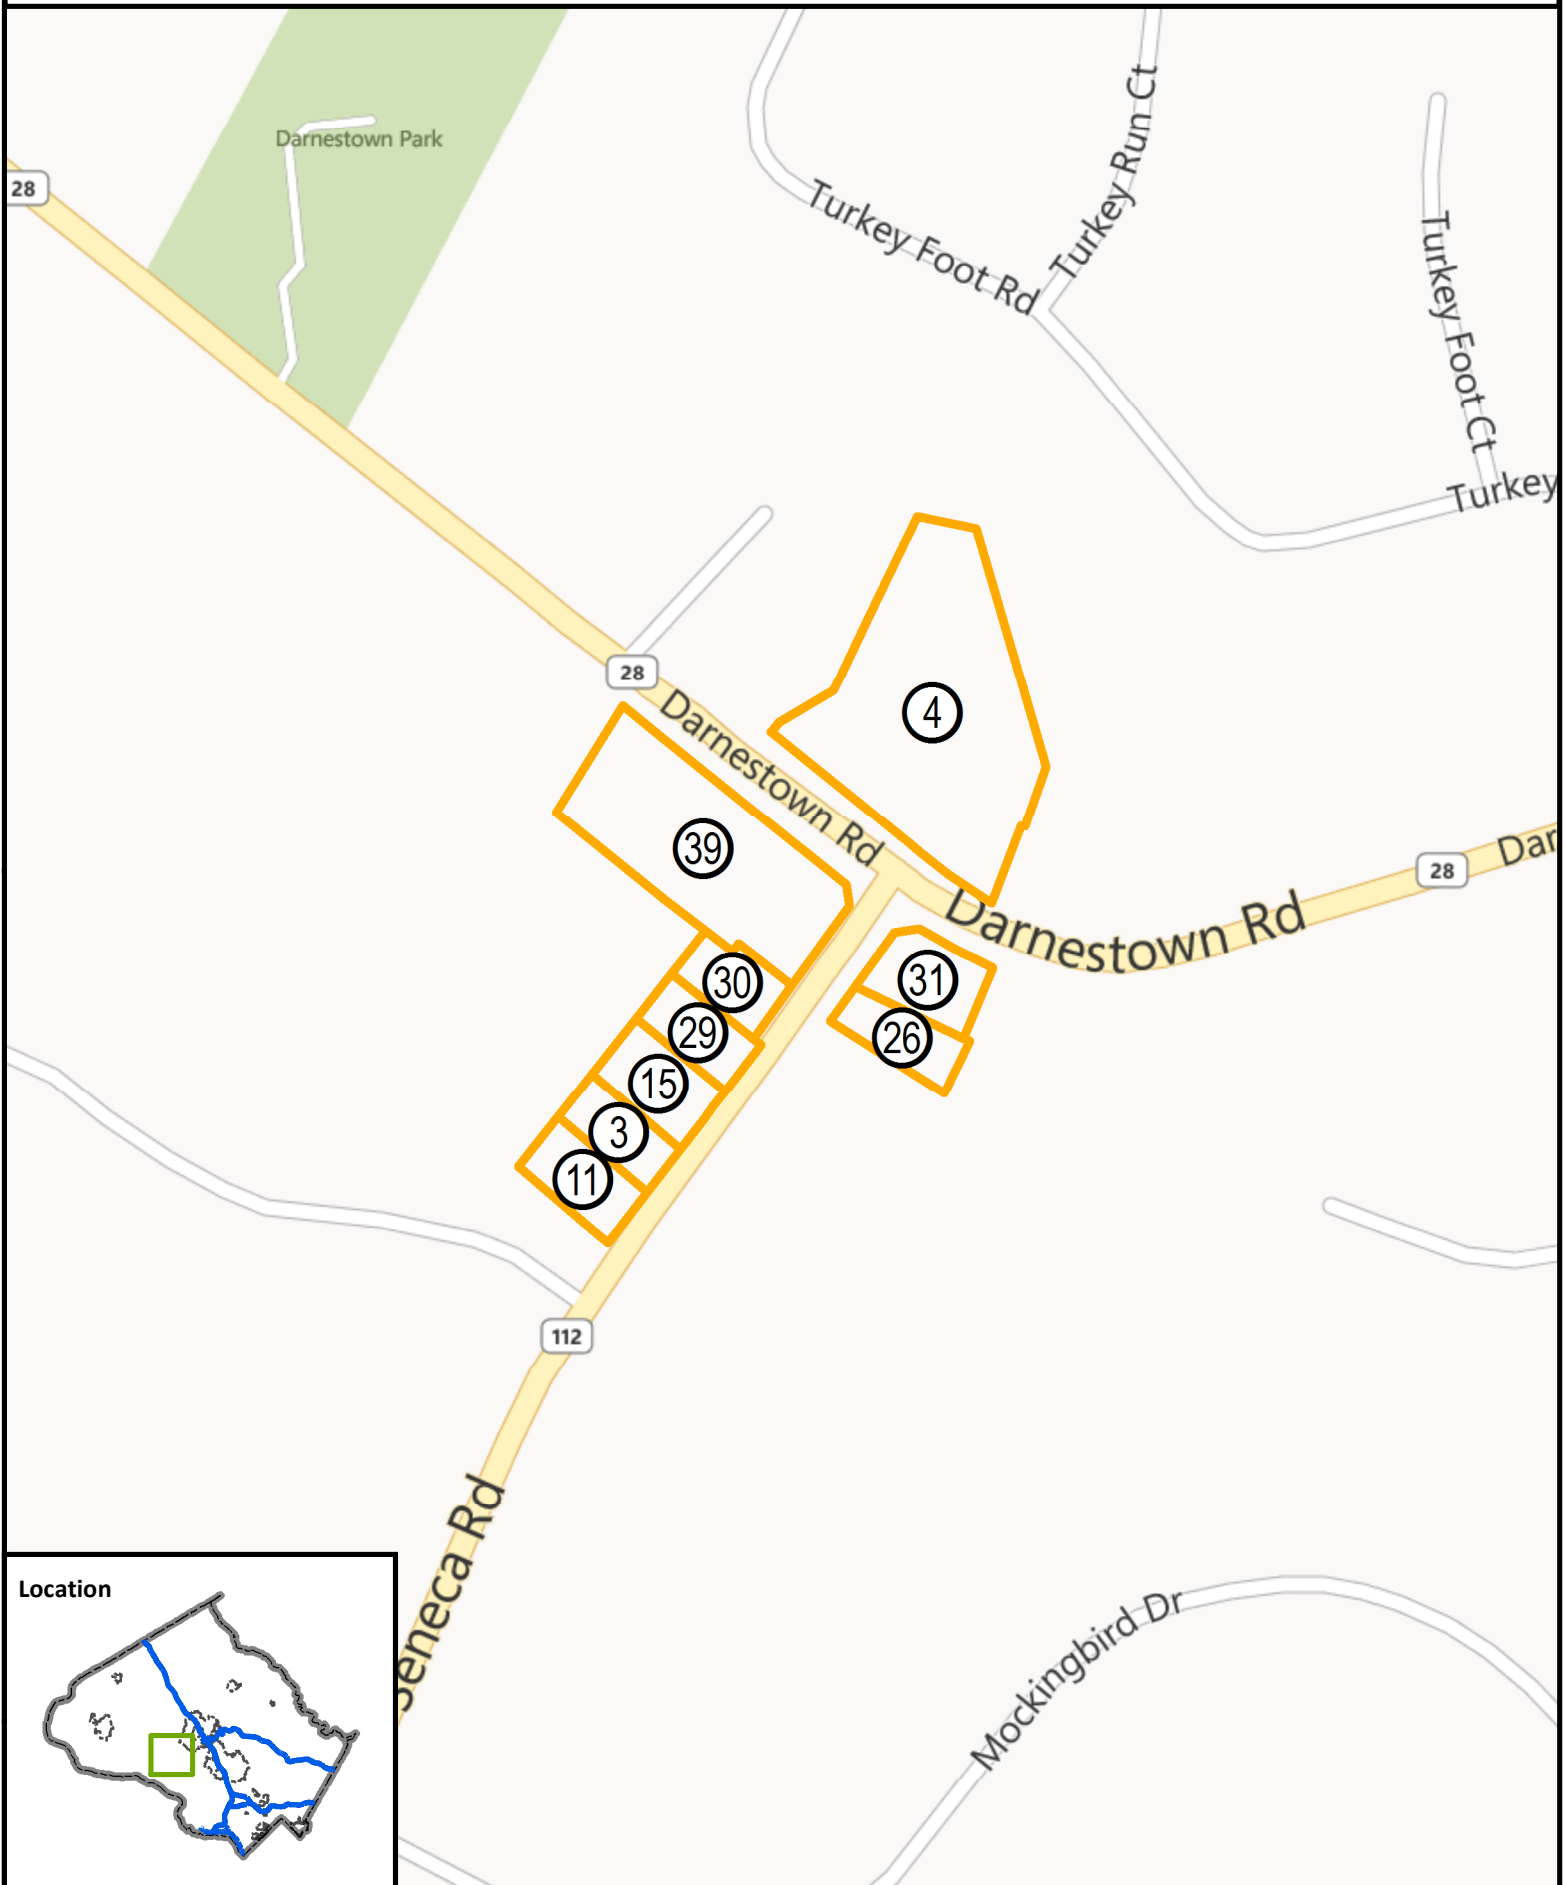 Darnestown Park
28
Turkey Run Ct
Turkey Foot Rd
Turkey Foot Ct
Turkey
28
Darnestown Rd
4
39
28
Dar
Darnestown Rd
30
31
29
26
15
3
11
112
Seneca Rd
Location
Mockingbird Dr